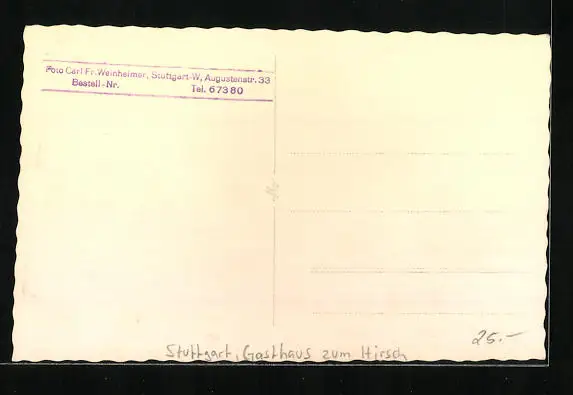 Foto Carl Fr. Weinheimer, Stuttgart-W, Augustenstr. 33
Bestell-Nr. Tel. 67380
25.-
Stuttgart, Gasthaus zum Hirsch